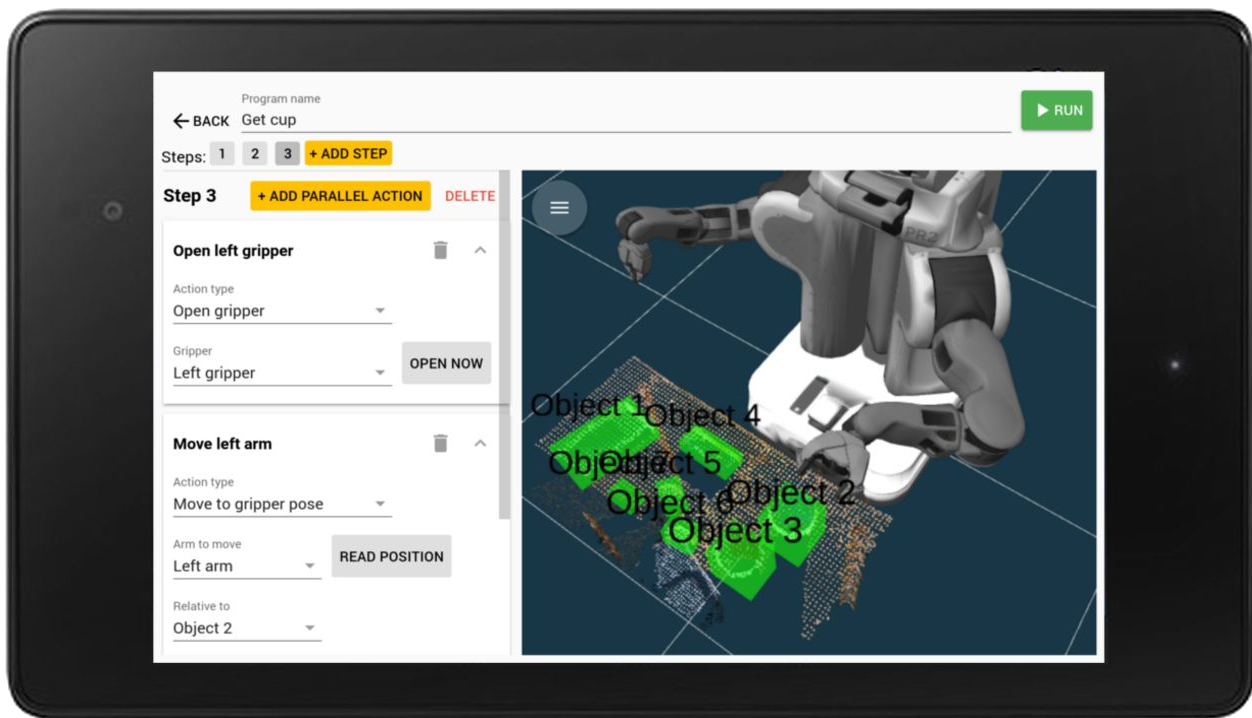 Program name
BACK
Get cup
RUN
Steps:
1
2
3
+ ADD STEP
Step 3
+ ADD PARALLEL ACTION
DELETE
Open left gripper
Action type
Open gripper
Gripper
Left gripper
OPEN NOW
Move left arm
Action type
Move to gripper pose
Arm to move
Left arm
READ POSITION
Relative to
Object 2
PR2
Object 1
Object 4
Object 5
Object 2
Object 6
Object 3